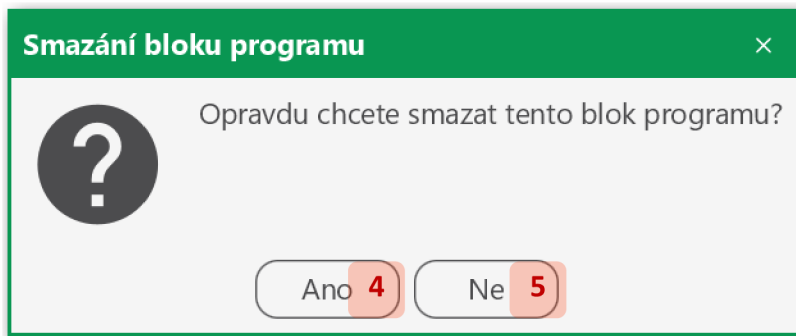 Smazání bloku programu
Opravdu chcete smazat tento blok programu?
Ano 4 Ne 5